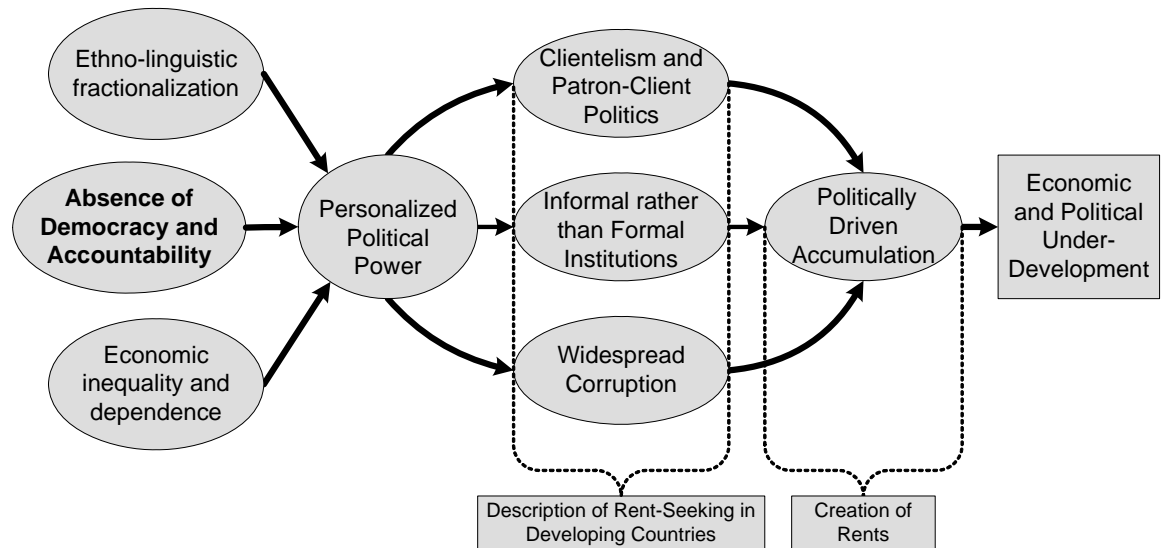 Ethno-linguistic
fractionalization
Absence of
Democracy and
Accountability
Economic
inequality and
dependence
Personalized
Political
Power
Clientelism and
Patron-Client
Politics
Informal rather
than Formal
Institutions
Widespread
Corruption
Politically
Driven
Accumulation
Economic
and Political
Under-
Development
Description of Rent-Seeking in
Developing Countries
Creation of
Rents